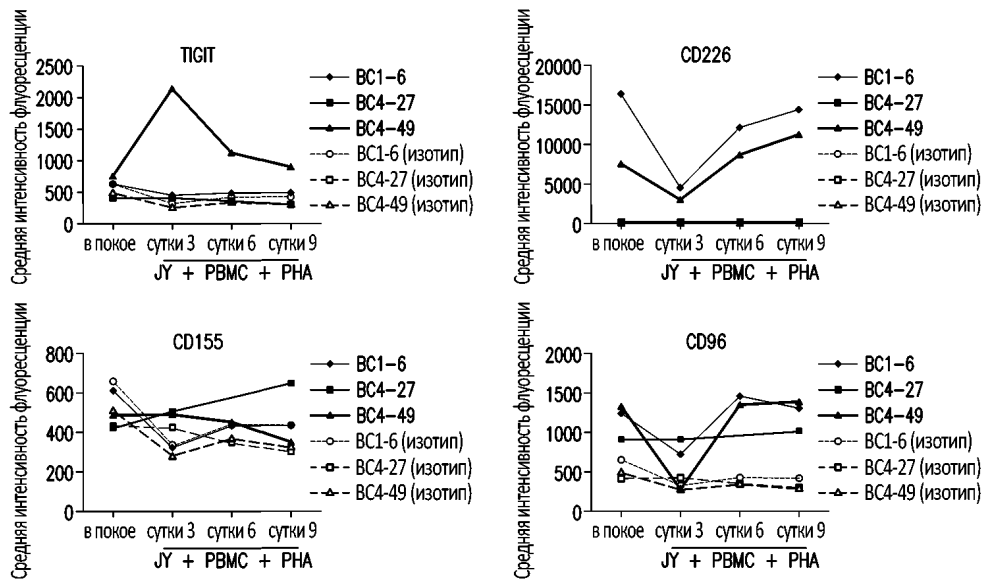 TIGIT
Средняя интенсивность флуоресценции
2500
2000
1500
1000
500
0
в покое сутки 3 сутки 6 сутки 9
JY + PBMC + PHA
BC1-6
BC4-27
BC4-49
BC1-6 (изотип)
BC4-27 (изотип)
BC4-49 (изотип)
CD226
Средняя интенсивность флуоресценции
20000
15000
10000
5000
0
в покое сутки 3 сутки 6 сутки 9
JY + PBMC + PHA
BC1-6
BC4-27
BC4-49
BC1-6 (изотип)
BC4-27 (изотип)
BC4-49 (изотип)
CD155
Средняя интенсивность флуоресценции
800
600
400
200
0
в покое сутки 3 сутки 6 сутки 9
JY + PBMC + PHA
BC1-6
BC4-27
BC4-49
BC1-6 (изотип)
BC4-27 (изотип)
BC4-49 (изотип)
CD96
Средняя интенсивность флуоресценции
2000
1500
1000
500
0
в покое сутки 3 сутки 6 сутки 9
JY + PBMC + PHA
BC1-6
BC4-27
BC4-49
BC1-6 (изотип)
BC4-27 (изотип)
BC4-49 (изотип)